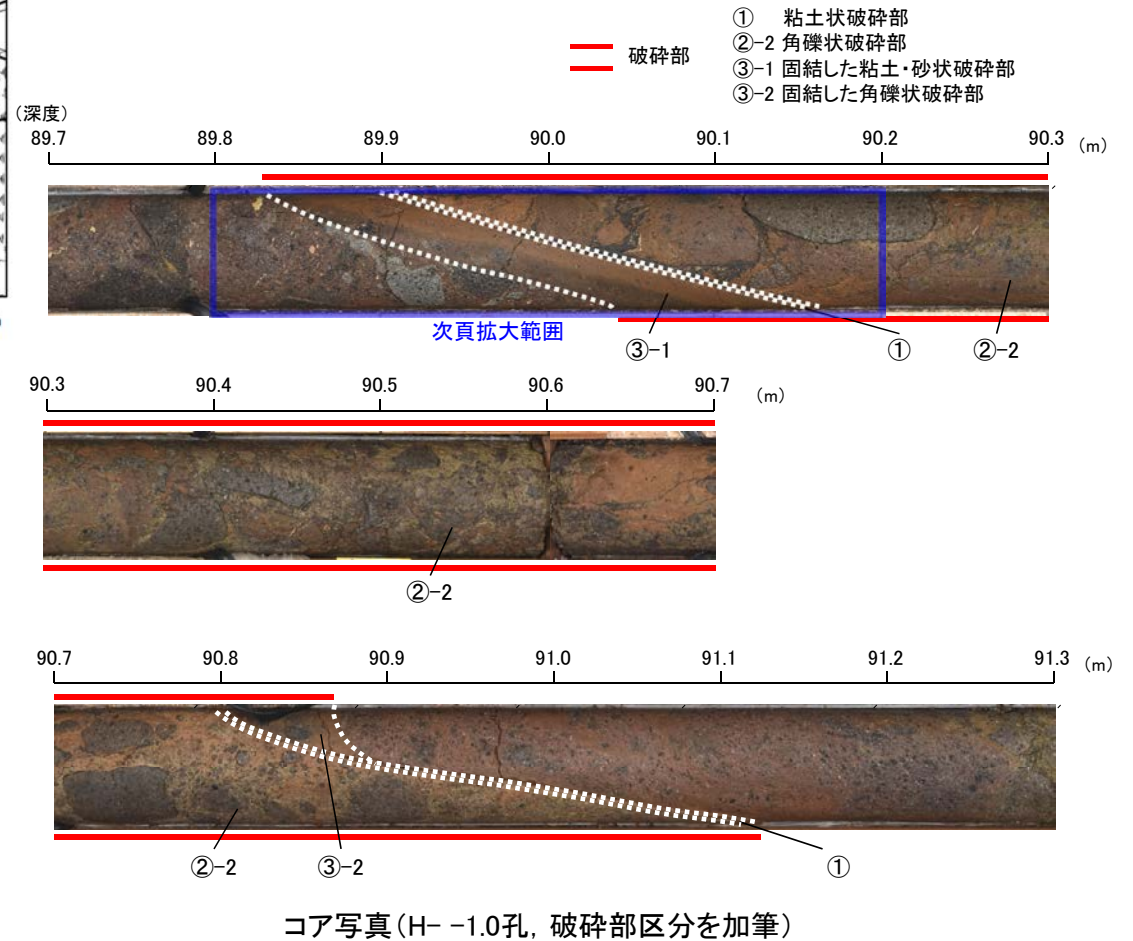 ① 粘土状破砕部
②-2 角礫状破砕部
破砕部
③-1 固結した粘土・砂状破砕部
③-2 固結した角礫状破砕部
(深度)
89.7 89.8 89.9 90.0 90.1 90.2 90.3 (m)
次頁拡大範囲
③-1 ① ②-2
90.3 90.4 90.5 90.6 90.7 (m)
②-2
90.7 90.8 90.9 91.0 91.1 91.2 91.3 (m)
②-2 ③-2 ①
コア写真(H- -1.0孔, 破砕部区分を加筆)